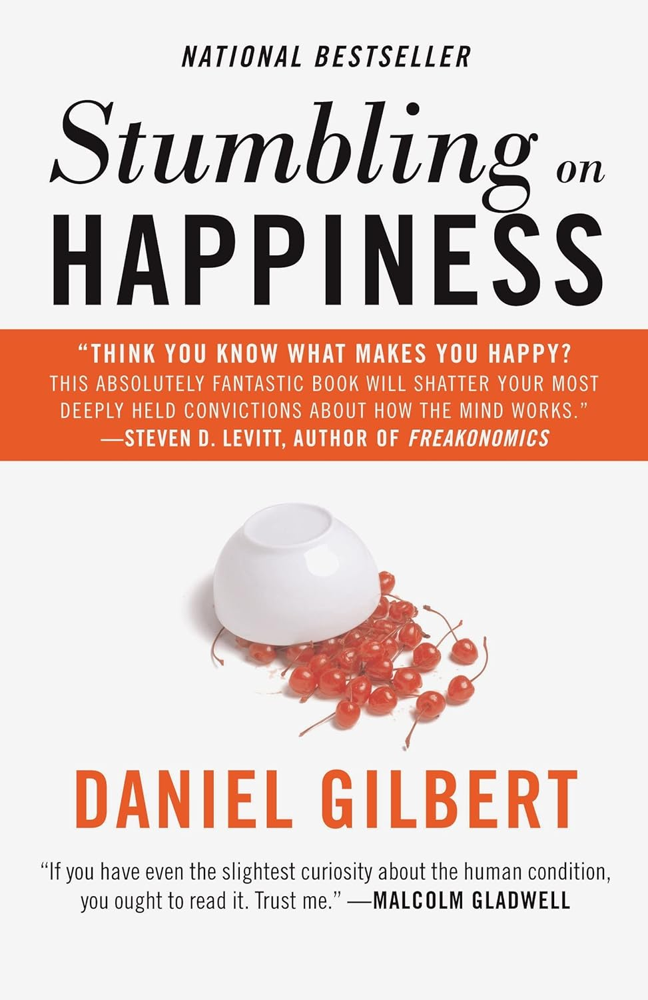 NATIONAL BESTSELLER
Stumbling on
HAPPINESS
“THINK YOU KNOW WHAT MAKES YOU HAPPY?
THIS ABSOLUTELY FANTASTIC BOOK WILL SHATTER YOUR MOST
DEEPLY HELD CONVICTIONS ABOUT HOW THE MIND WORKS.”
—STEVEN D. LEVITT, AUTHOR OF FREAKONOMICS
DANIEL GILBERT
“If you have even the slightest curiosity about the human condition,
you ought to read it. Trust me.” —MALCOLM GLADWELL